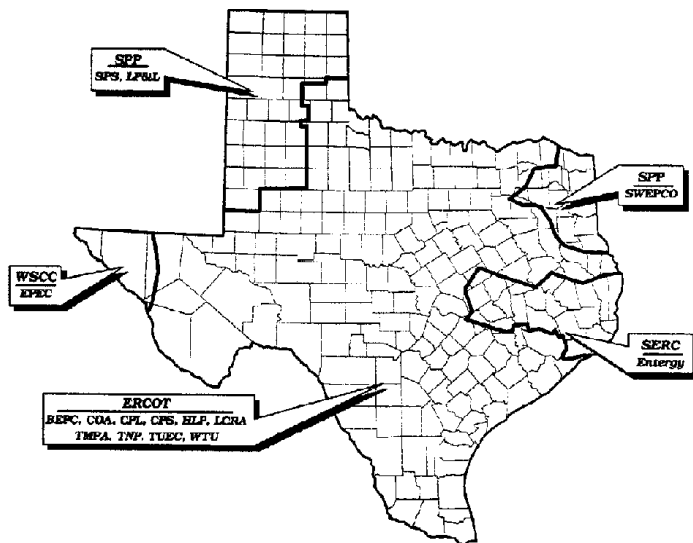 SPP
SPS, LP&L
SPP
SWEPCO
WSCC
EPEC
SERC
Entergy
ERCOT
BEPC, COA, CPL, CPS, HLP, LCRA
TMPA, TNP, TUEC, WTU